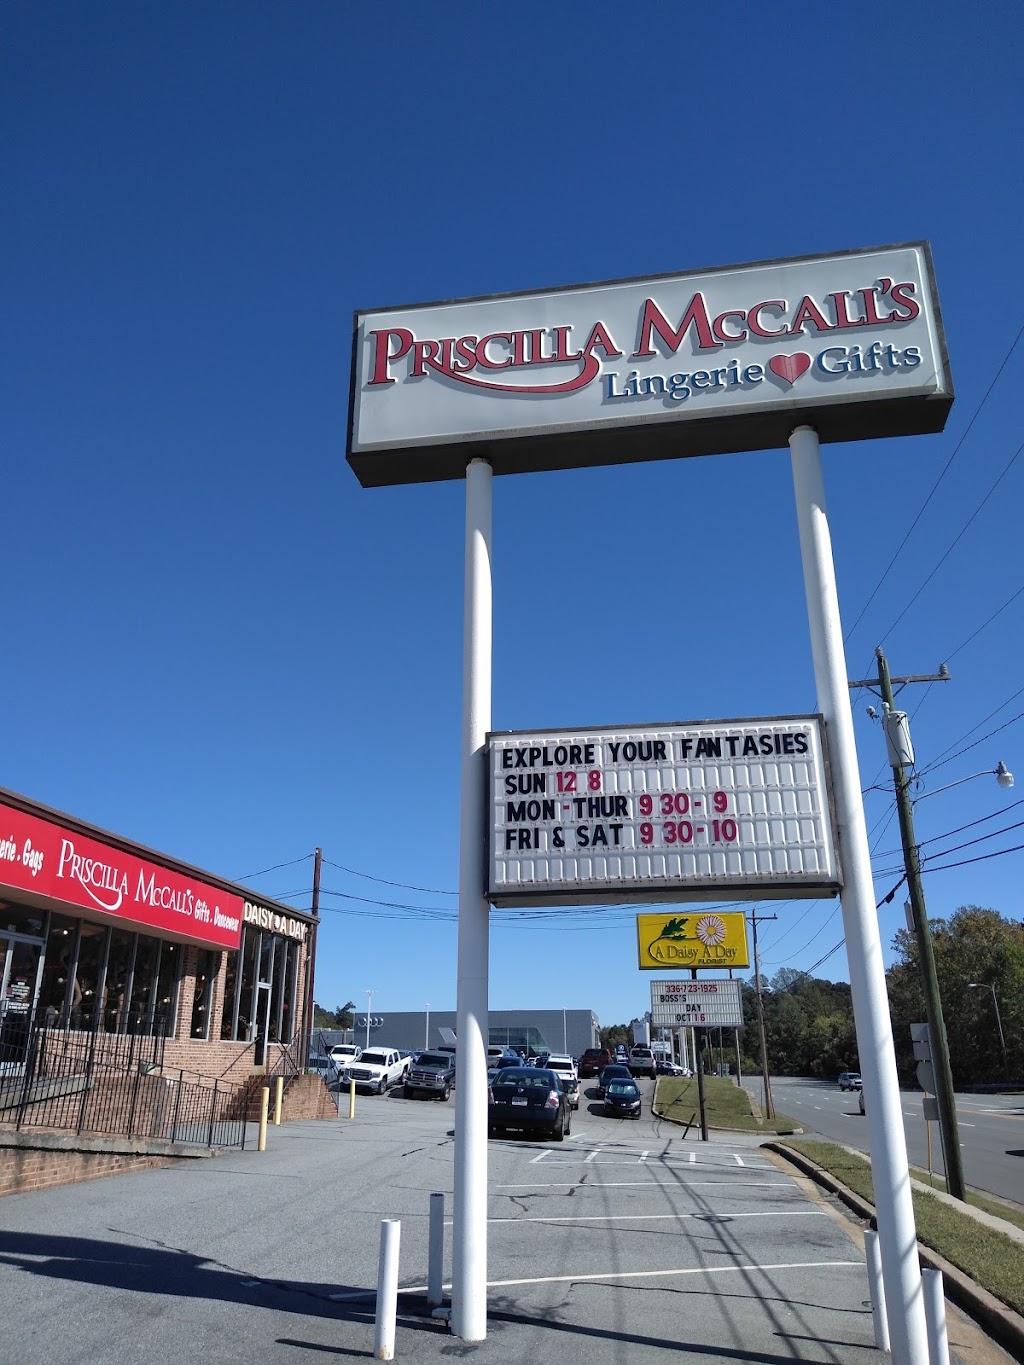 PRISCILLA MCCALL'S
Lingerie Gifts
EXPLORE YOUR FANTASIES
SUN 12 8
MON - THUR 9 30 - 9
FRI & SAT 9 30 - 10
A Daisy A Day
FLORIST
336-723-1925
BOSS'S
DAY
OCT 16
erie . Gags PRISCILLA MCCALL'S Gifts . Dancewear
DAISY A DAY